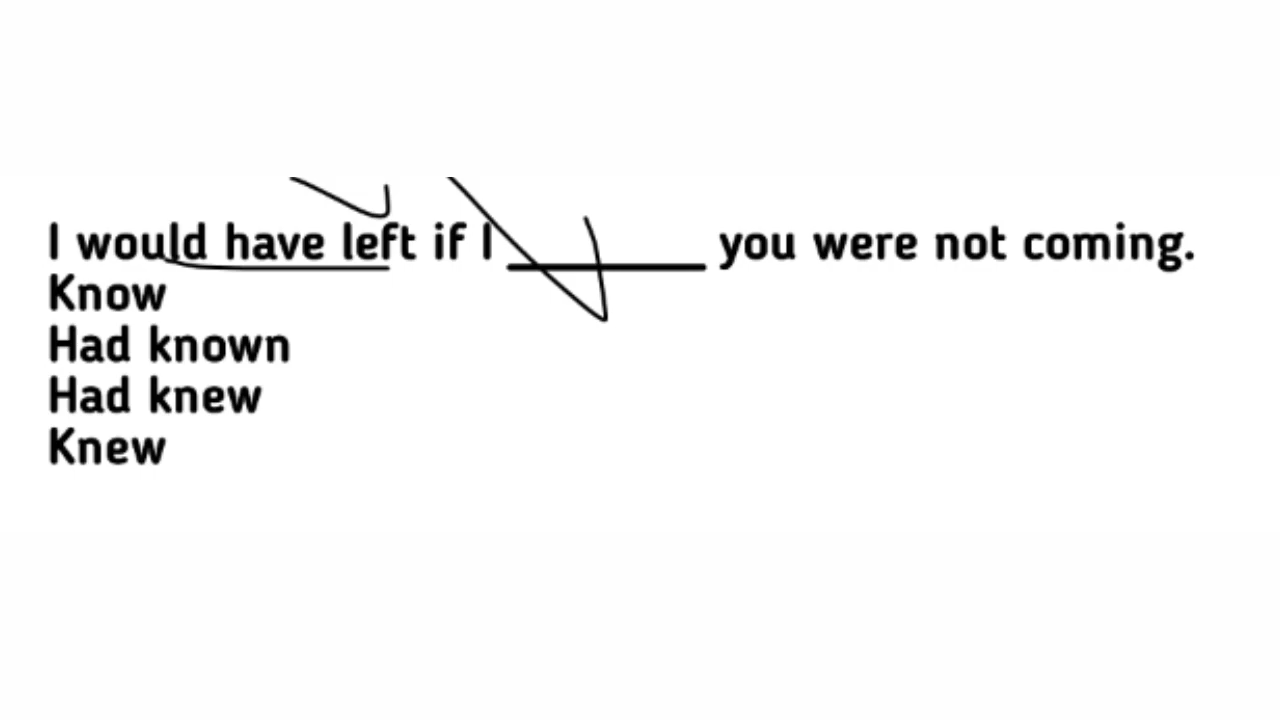 I would have left if I ________ you were not coming.
Know
Had known
Had knew
Knew